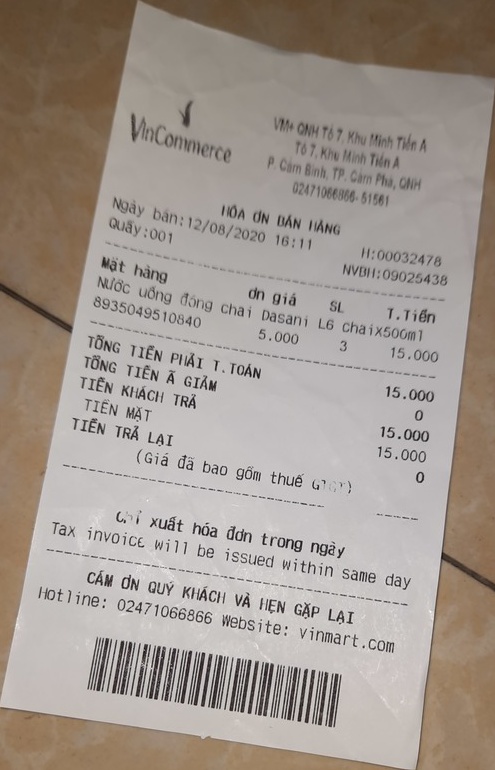 VinCommerce
VM+ QNH Tổ 7, Khu Minh Tiến A
Tổ 7, Khu Minh Tiến A
P. Cẩm Bình, TP. Cẩm Phả, QNH
02471066866-51561
HÓA ƠN BÁN HÀNG
Ngày bán:12/08/2020 16:11 H:00032478
Quầy:001 NVBH:09025438
Mặt hàng ơn giá SL T.Tiền
Nước uống đóng chai Dasani L6 Chaix500ml
8935049510840 5.000 3 15.000
TỔNG TIỀN PHẢI T.TOÁN 15.000
TỔNG TIỀN Ã GIẢM 0
TIỀN KHÁCH TRẢ 15.000
TIỀN MẶT 15.000
TIỀN TRẢ LẠI 0
(Giá đã bao gồm thuế GTGT)
Chỉ xuất hóa đơn trong ngày
Tax invoice will be issued within same day
CẢM ƠN QUÝ KHÁCH VÀ HẸN GẶP LẠI
Hotline: 02471066866 Website: vinmart.com